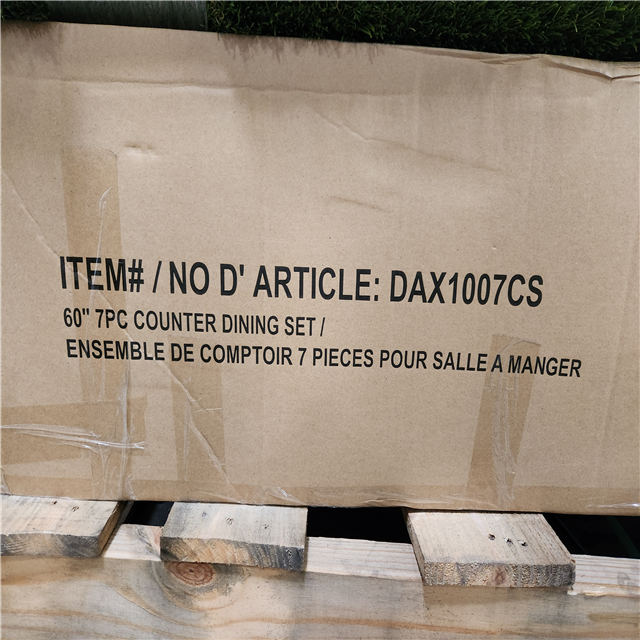 ITEM# / NO D' ARTICLE: DAX1007CS
60" 7PC COUNTER DINING SET /
ENSEMBLE DE COMPTOIR 7 PIECES POUR SALLE A MANGER